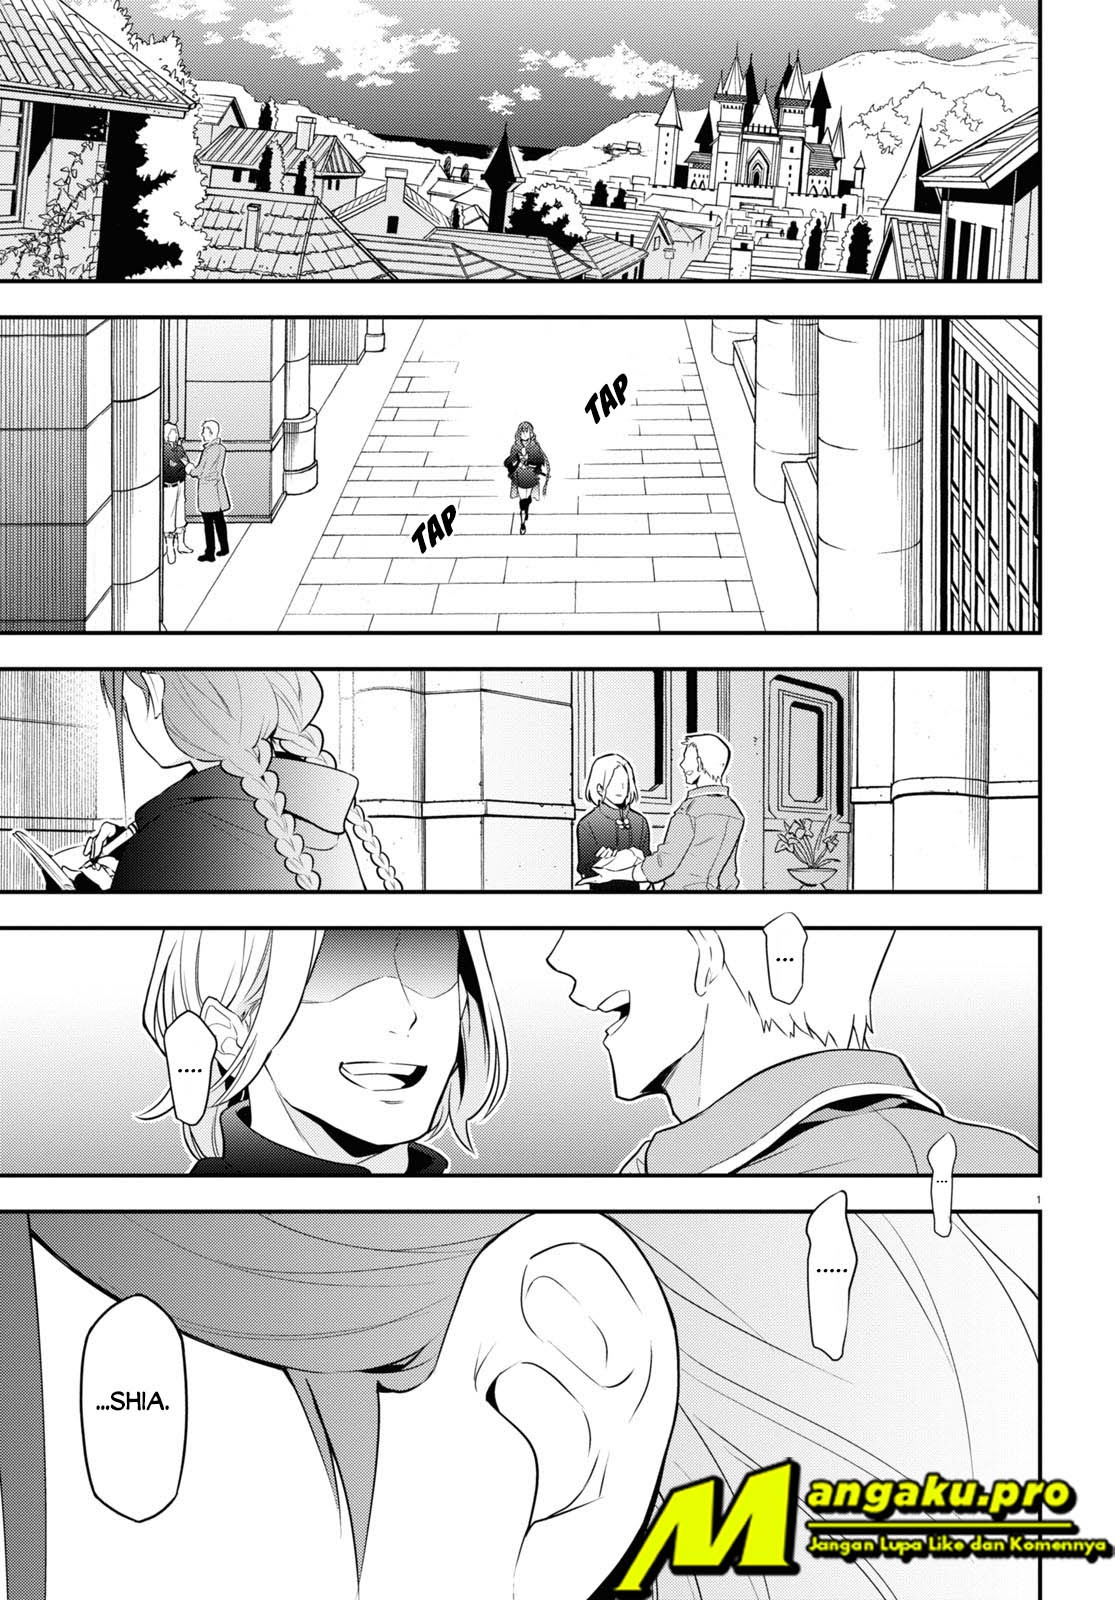 TAP
TAP
....
....
1
.....
.....
...SHIA.
Mangaku.pro
Jangan Lupa Like dan Komennya